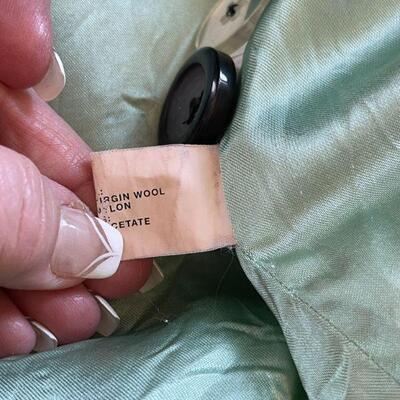 :
IRGIN WOOL
YLON
:
CETATE